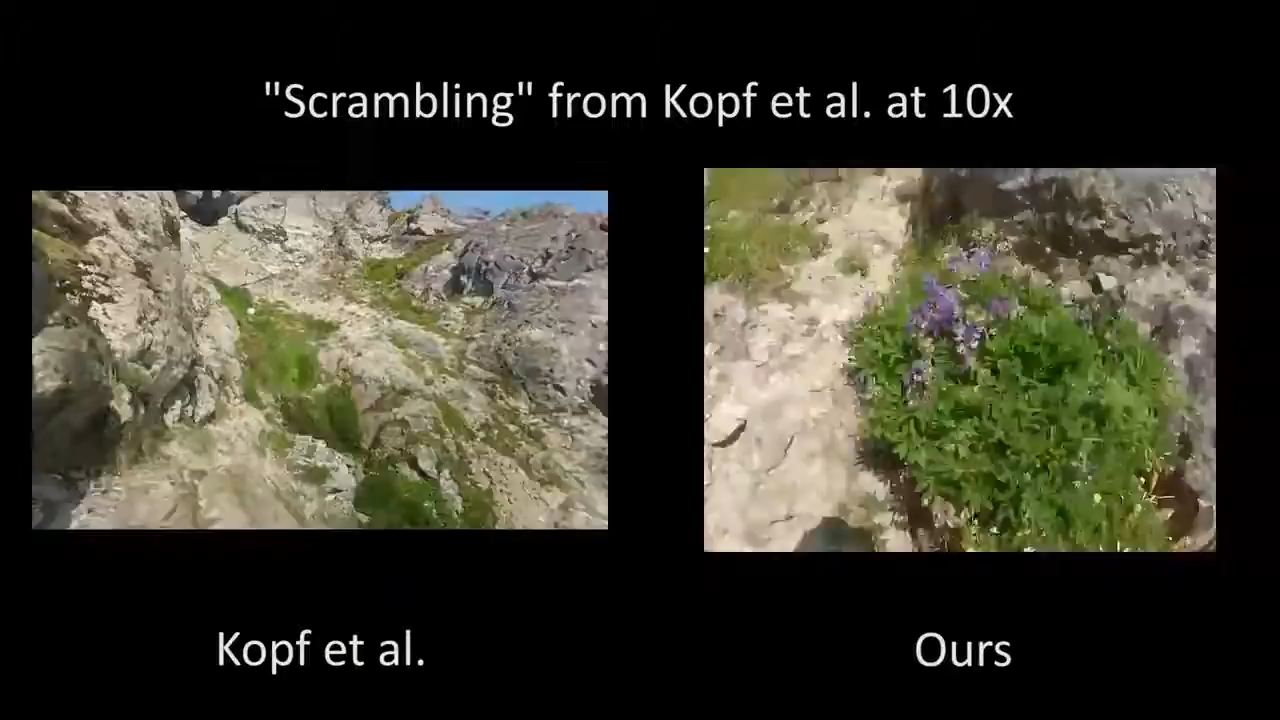 "Scrambling" from Kopf et al. at 10x
Kopf et al.
Ours